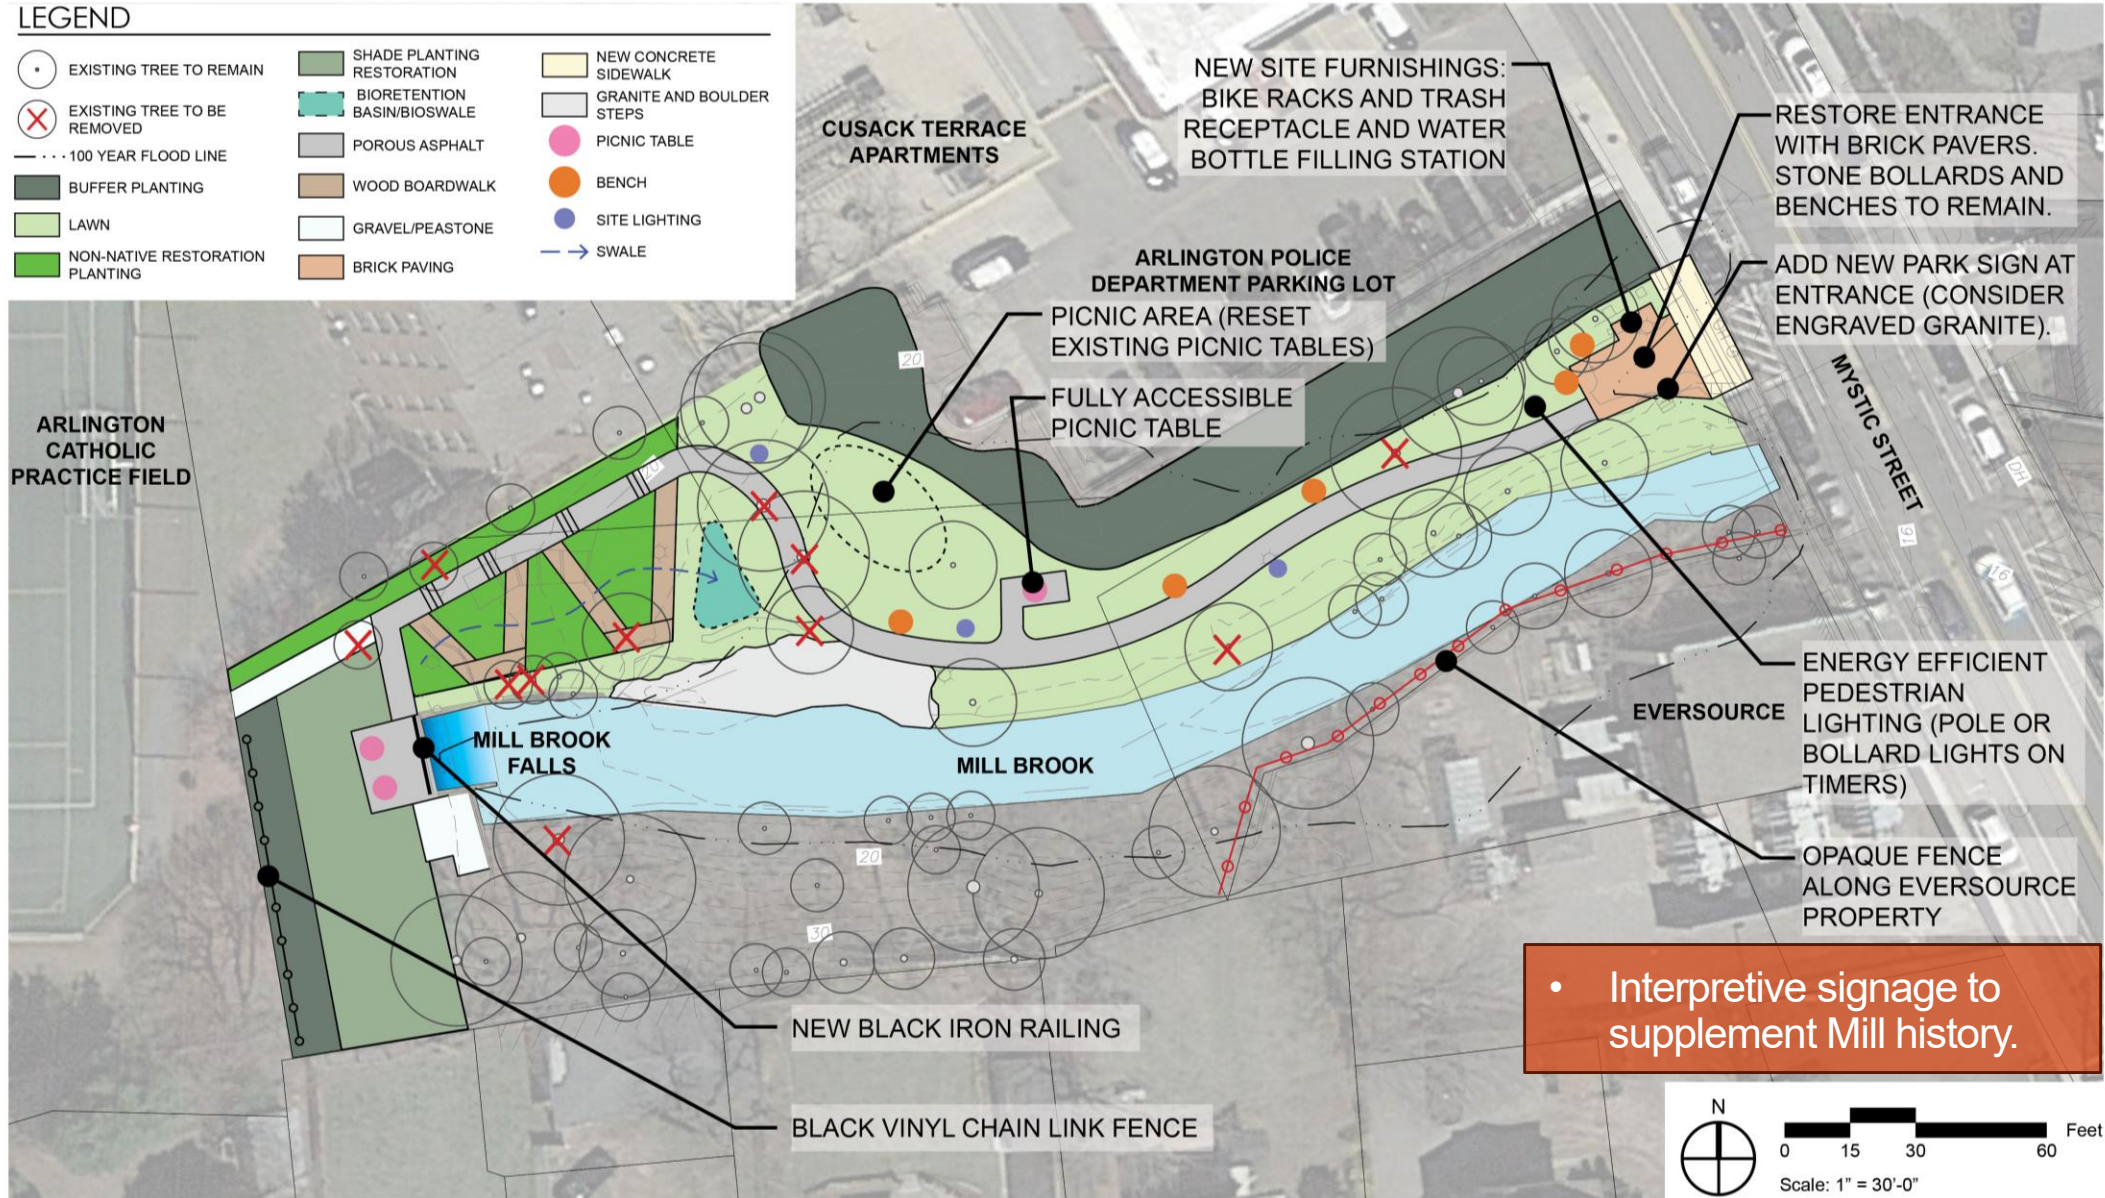 LEGEND
EXISTING TREE TO REMAIN
EXISTING TREE TO BE
REMOVED
100 YEAR FLOOD LINE
BUFFER PLANTING
LAWN
NON-NATIVE RESTORATION
PLANTING
SHADE PLANTING
RESTORATION
BIORETENTION
BASIN/BIOSWALE
POROUS ASPHALT
WOOD BOARDWALK
GRAVEL/PEASTONE
BRICK PAVING
NEW CONCRETE
SIDEWALK
GRANITE AND BOULDER
STEPS
PICNIC TABLE
BENCH
SITE LIGHTING
SWALE
CUSACK TERRACE
APARTMENTS
NEW SITE FURNISHINGS:
BIKE RACKS AND TRASH
RECEPTACLE AND WATER
BOTTLE FILLING STATION
RESTORE ENTRANCE
WITH BRICK PAVERS.
STONE BOLLARDS AND
BENCHES TO REMAIN.
ARLINGTON POLICE
DEPARTMENT PARKING LOT
ADD NEW PARK SIGN AT
ENTRANCE (CONSIDER
ENGRAVED GRANITE).
PICNIC AREA (RESET
EXISTING PICNIC TABLES)
20
FULLY ACCESSIBLE
PICNIC TABLE
MYSTIC STREET
ARLINGTON
CATHOLIC
PRACTICE FIELD
20
DH
16
16
ENERGY EFFICIENT
PEDESTRIAN
LIGHTING (POLE OR
BOLLARD LIGHTS ON
TIMERS)
EVERSOURCE
MILL BROOK
FALLS
MILL BROOK
20
OPAQUE FENCE
ALONG EVERSOURCE
PROPERTY
30
• Interpretive signage to
supplement Mill history.
NEW BLACK IRON RAILING
BLACK VINYL CHAIN LINK FENCE
N
0 15 30 60 Feet
Scale: 1" = 30'-0"